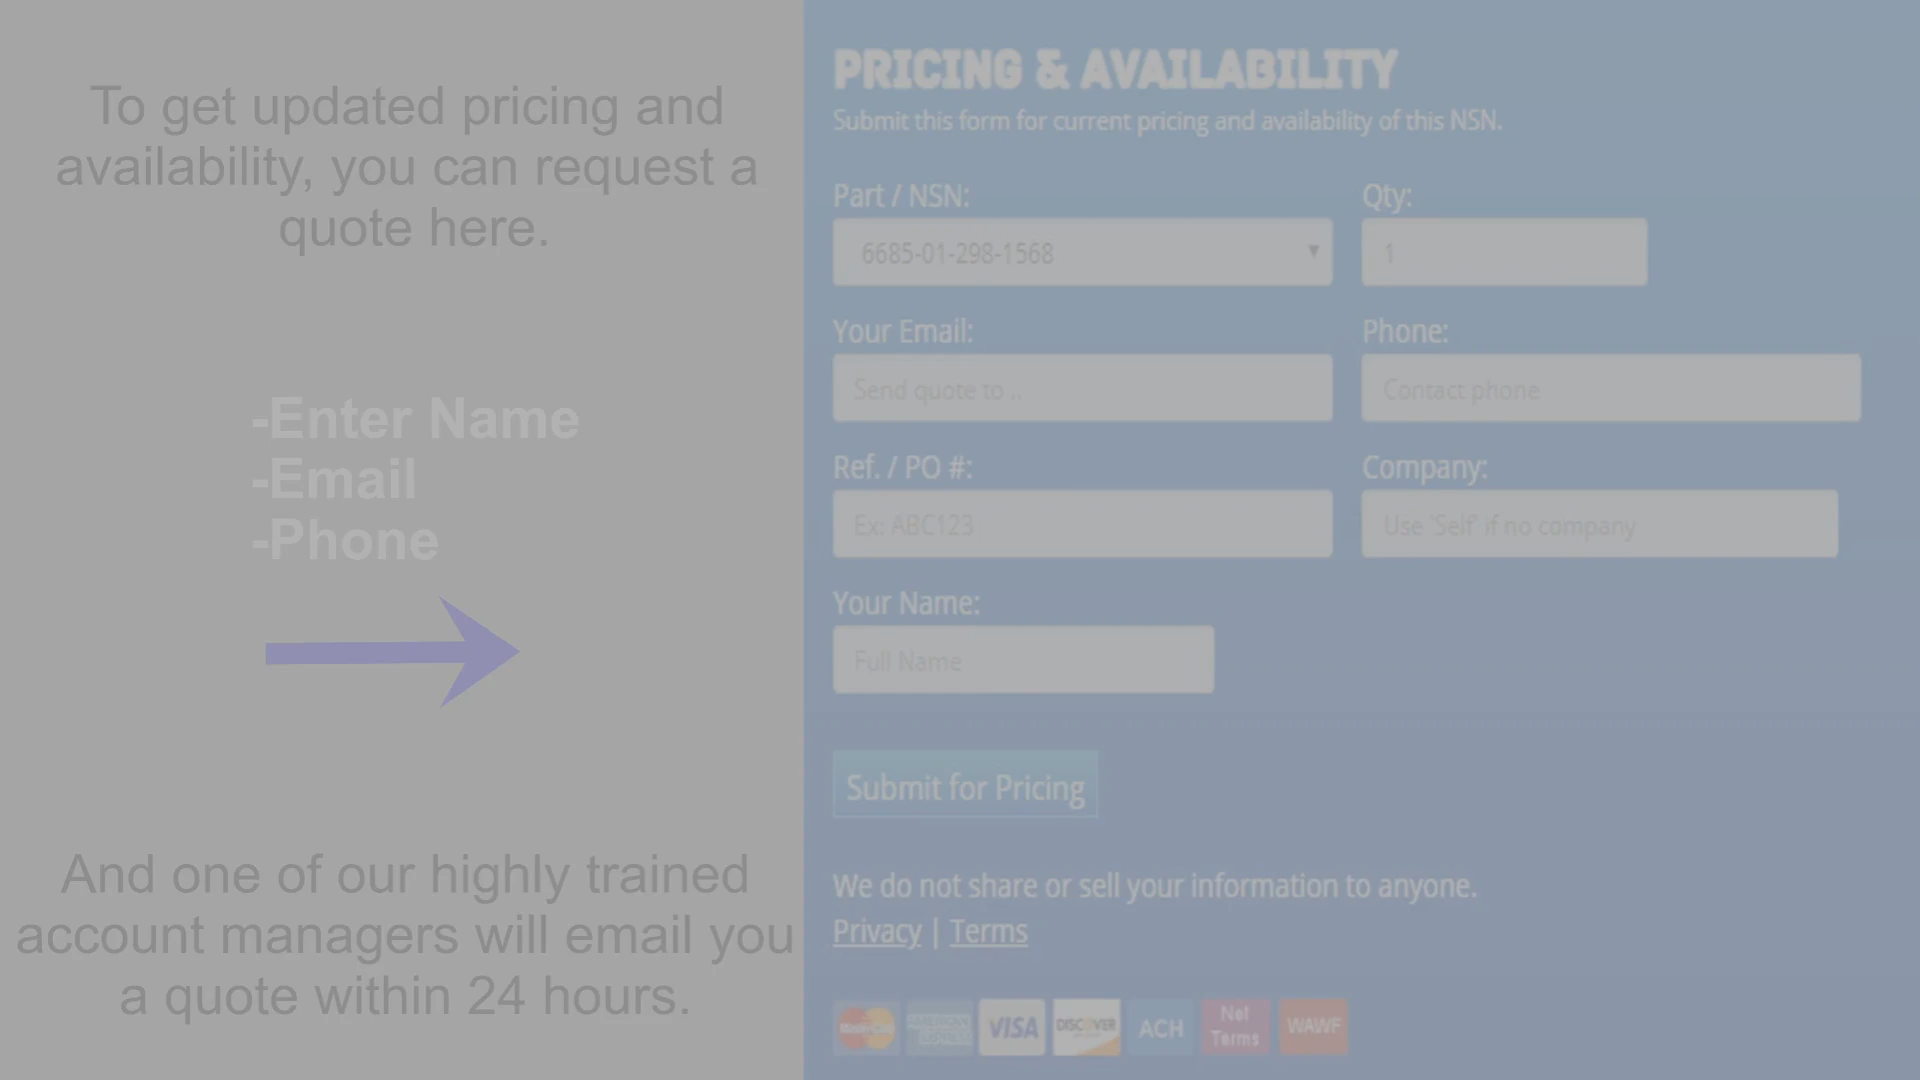 To get updated pricing and
availability, you can request a
quote here.
-Enter Name
-Email
-Phone
And one of our highly trained
account managers will email you
a quote within 24 hours.
PRICING & AVAILABILITY
Submit this form for current pricing and availability of this NSN.
Part / NSN:
Qty:
6685-01-298-1568
1
Your Email:
Phone:
Send quote to ..
Contact phone
Ref. / PO #:
Company:
Ex: ABC123
Use `Self' if no company
Your Name:
Full Name
Submit for Pricing
We do not share or sell your information to anyone.
Privacy | Terms
MasterCard
AMERICAN
EXPRESS
VISA
DISCOVER
ACH
Net
Terms
WAWF